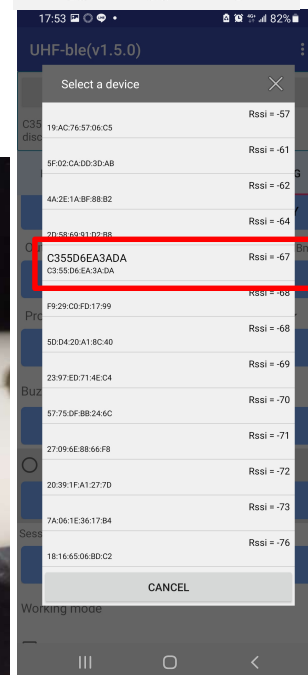 17:53 82%
UHF-ble(v1.5.0)
Select a device
Rssi = -57
19:AC:76:57:06:C5
Rssi = -61
5F:02:CA:DD:3D:AB
Rssi = -62
4A:2E:1A:BF:88:B2
Rssi = -64
2D:58:69:91:D2:B8
C355D6EA3ADA Rssi = -67
C3:55:D6:EA:3A:DA
Rssi = -68
F9:29:C0:FD:17:99
Rssi = -68
5D:D4:20:A1:8C:40
Rssi = -69
23:97:ED:71:4E:C4
Rssi = -70
57:75:DF:BB:24:6C
Rssi = -71
27:09:6E:88:66:F8
Rssi = -72
20:39:1F:A1:27:7D
Rssi = -73
7A:06:1E:36:17:B4
Rssi = -76
18:16:65:06:BD:C2
CANCEL
Working mode